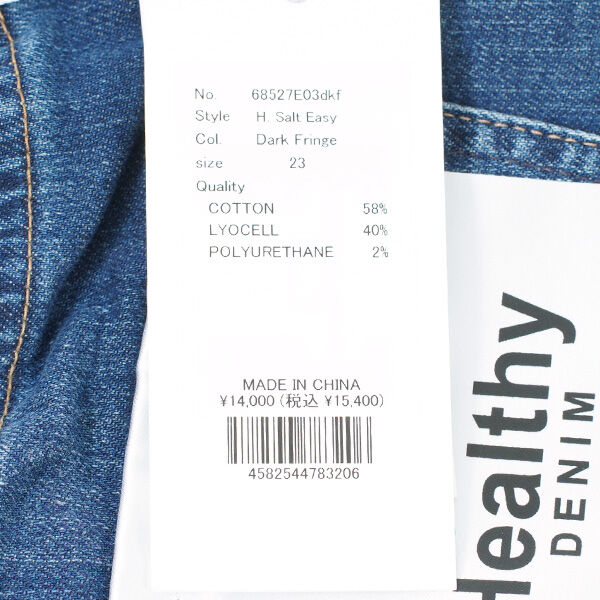 No. 68527E03dkf
Style H. Salt Easy
Col. Dark Fringe
size 23
Quality
COTTON 58%
LYOCELL 40%
POLYURETHANE 2%
MADE IN CHINA
¥14,000(税込 ¥15,400)
4582544783206
Healthy
DENIM